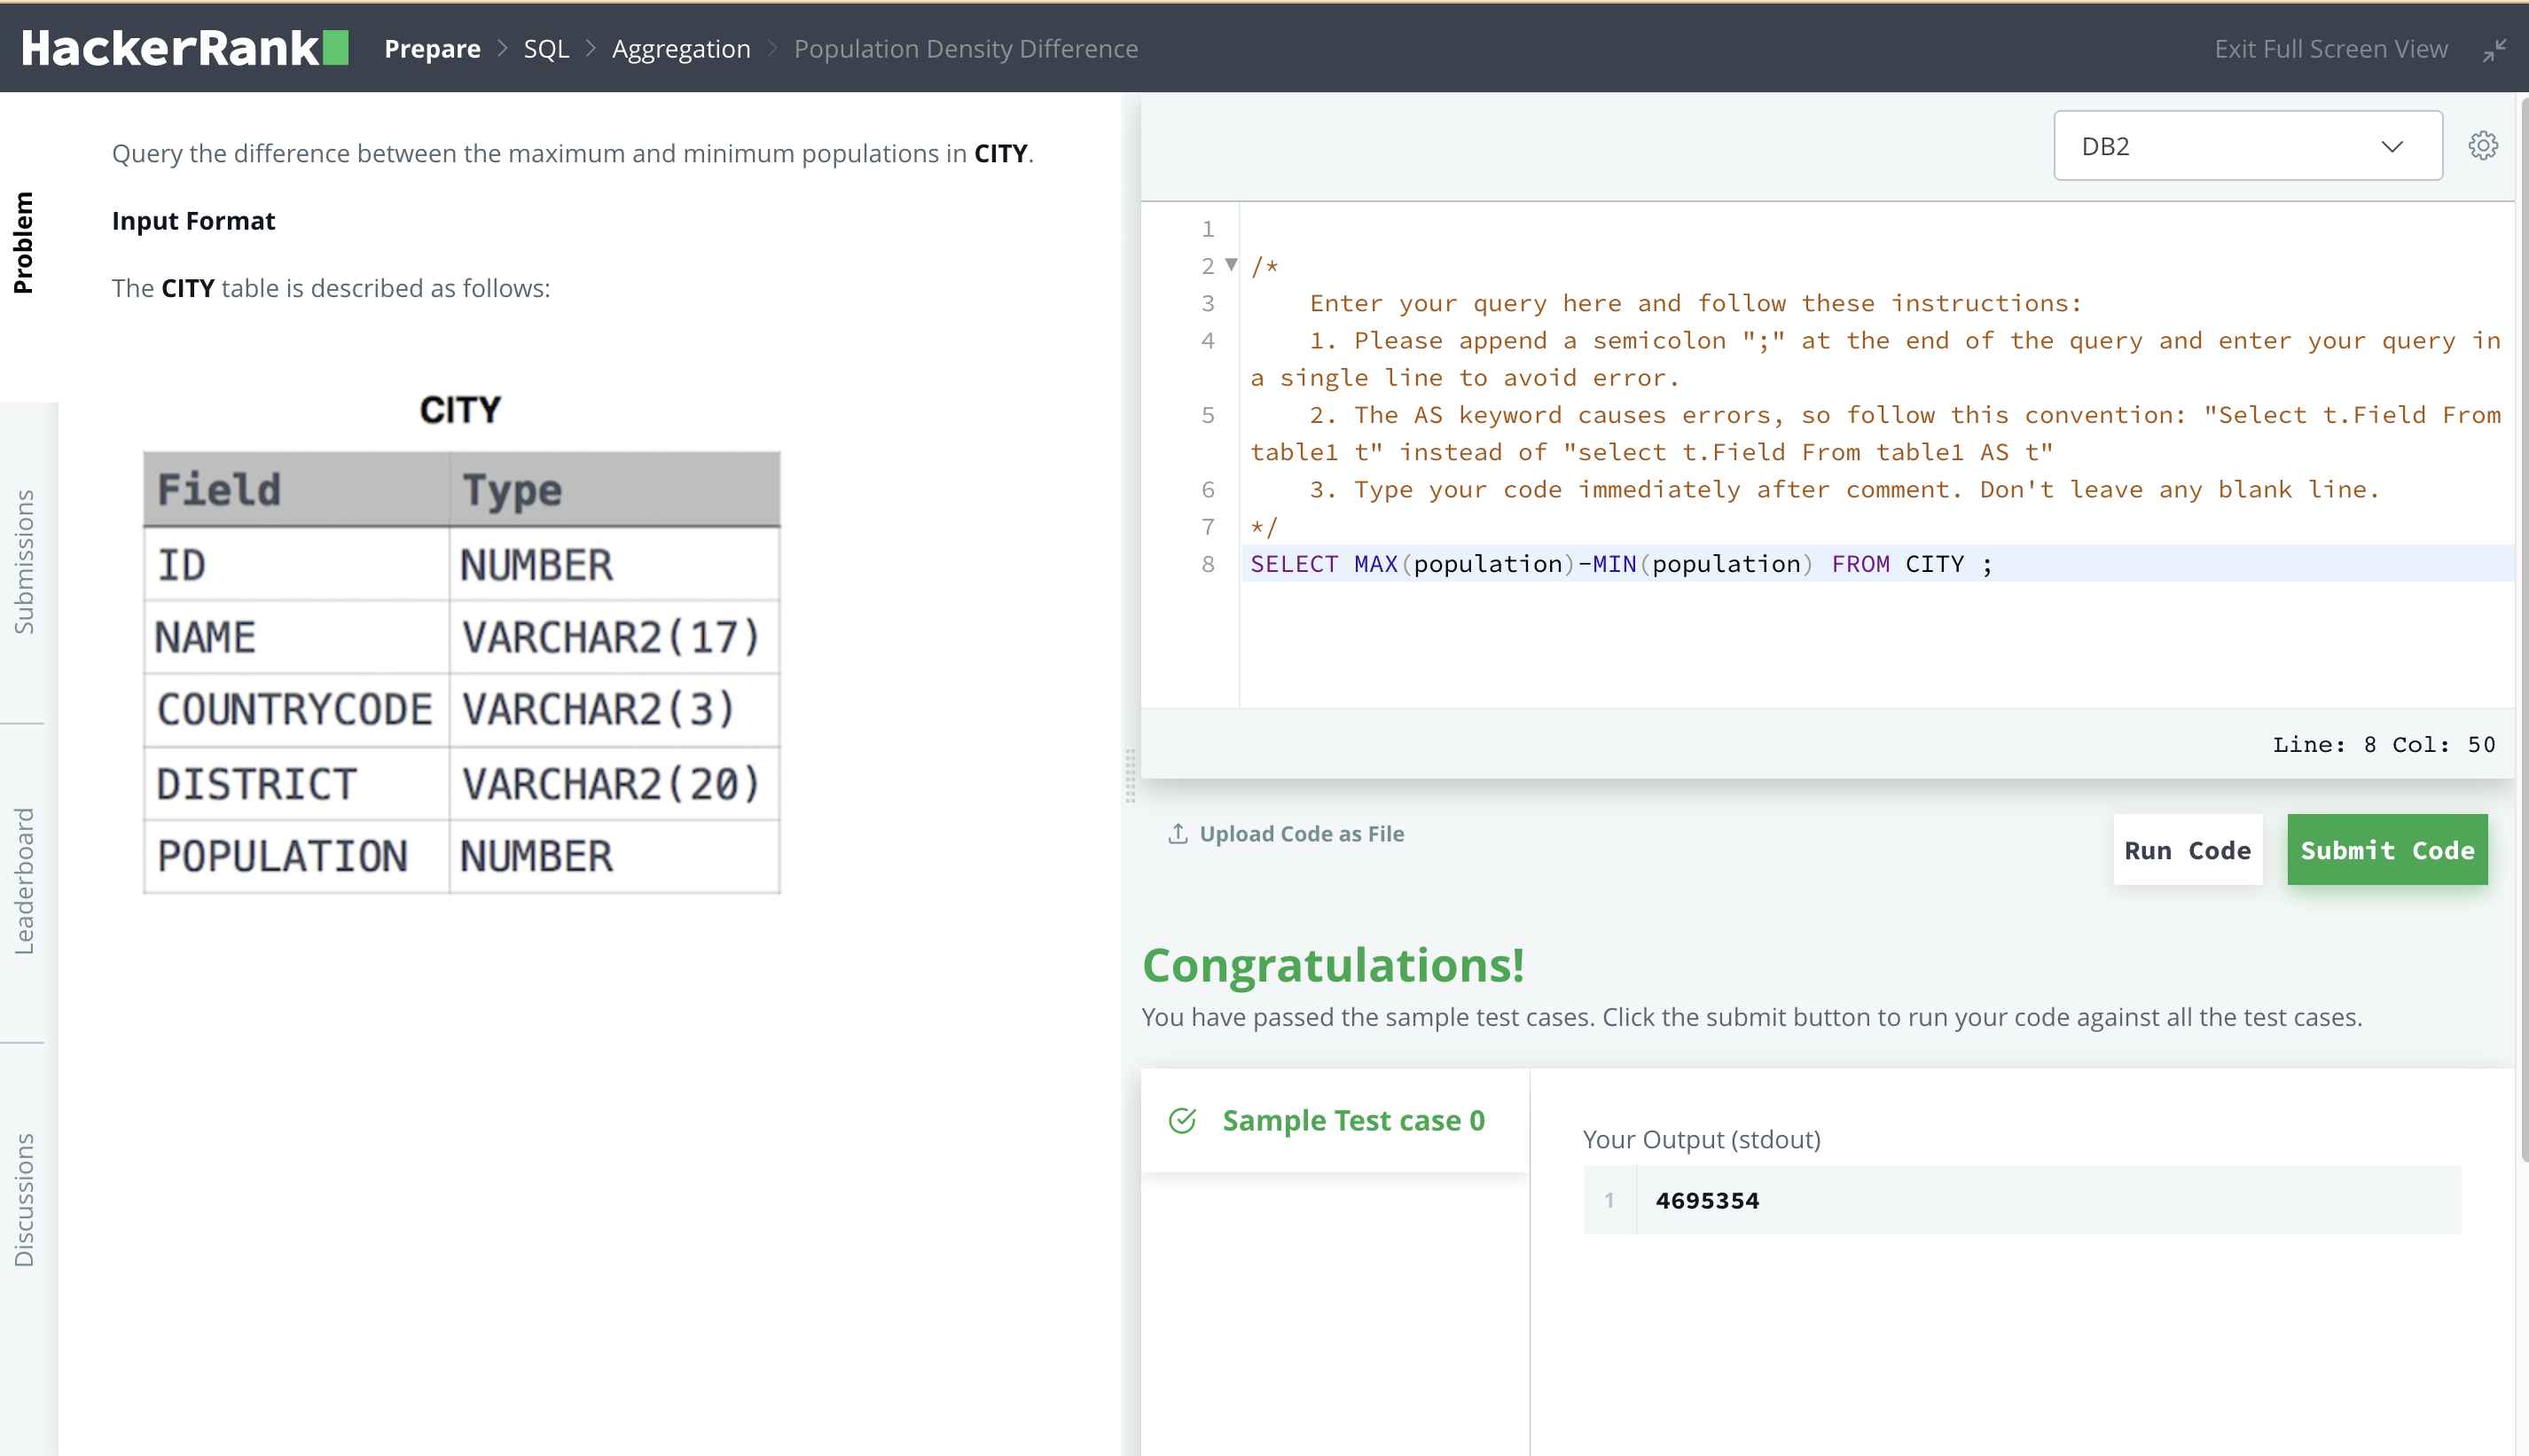 HackerRank Prepare > SQL > Aggregation > Population Density Difference Exit Full Screen View
Problem
Submissions
Leaderboard
Discussions
Query the difference between the maximum and minimum populations in CITY.
Input Format
The CITY table is described as follows:
CITY
Field Type
ID NUMBER
NAME VARCHAR2(17)
COUNTRYCODE VARCHAR2(3)
DISTRICT VARCHAR2(20)
POPULATION NUMBER
DB2
1
2 /*
3 Enter your query here and follow these instructions:
4 1. Please append a semicolon ";" at the end of the query and enter your query in
a single line to avoid error.
5 2. The AS keyword causes errors, so follow this convention: "Select t.Field From
table1 t" instead of "select t.Field From table1 AS t"
6 3. Type your code immediately after comment. Don't leave any blank line.
7 */
8 SELECT MAX(population)-MIN(population) FROM CITY ;
Line: 8 Col: 50
Upload Code as File
Run Code
Submit Code
Congratulations!
You have passed the sample test cases. Click the submit button to run your code against all the test cases.
Sample Test case 0
Your Output (stdout)
1 4695354